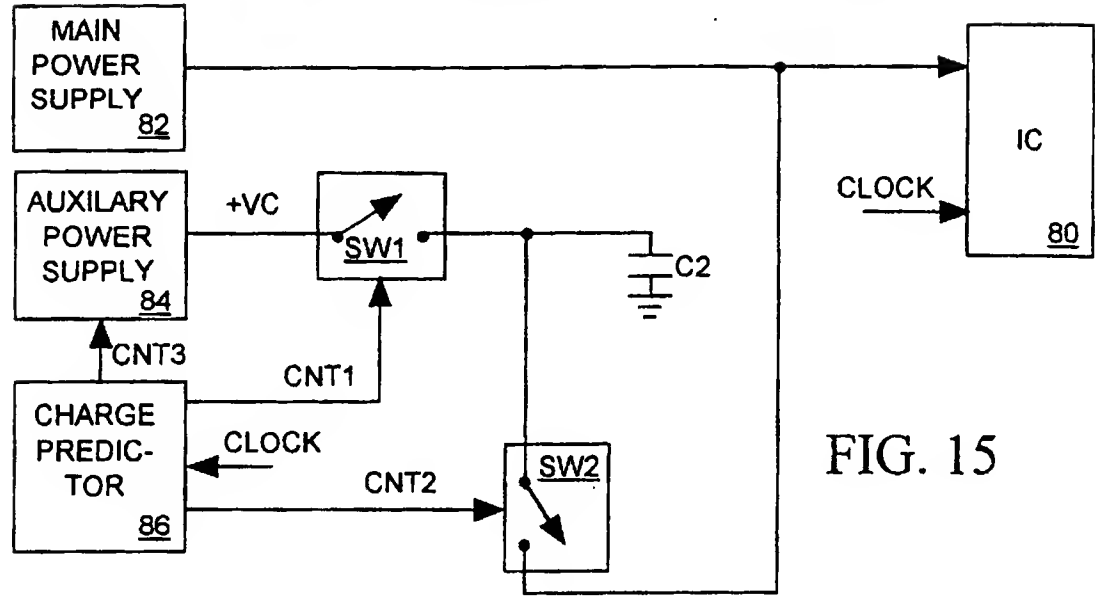 MAIN
POWER
SUPPLY
82
AUXILARY
POWER
SUPPLY
84
+VC
SW1
C2
CLOCK
IC
80
CNT3
CNT1
CHARGE
PREDIC-
TOR
86
CLOCK
CNT2
SW2
FIG. 15